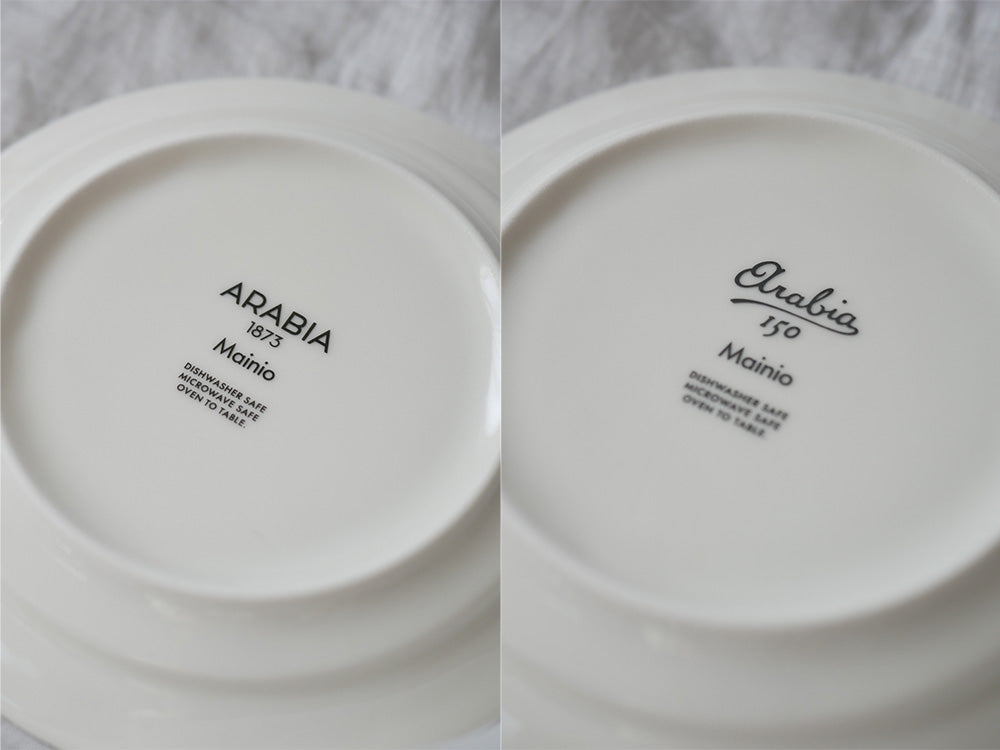 ARABIA
1873
Mainio
DISHWASHER SAFE
MICROWAVE SAFE
OVEN TO TABLE.
Arabia
150
Mainio
DISHWASHER SAFE
MICROWAVE SAFE
OVEN TO TABLE.